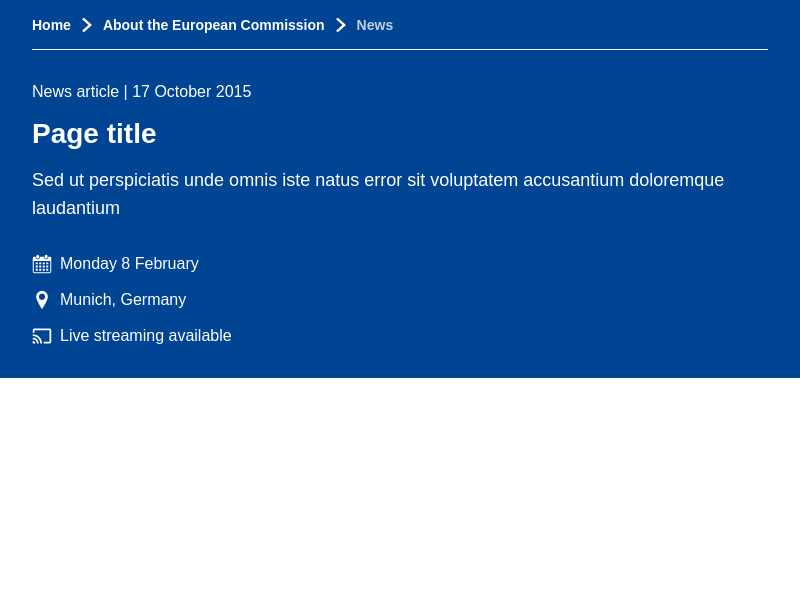 Home About the European Commission News
News article | 17 October 2015
Page title
Sed ut perspiciatis unde omnis iste natus error sit voluptatem accusantium doloremque
laudantium
Monday 8 February
Munich, Germany
Live streaming available